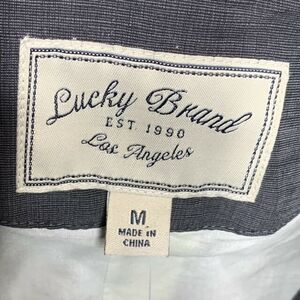 Lucky Brand
EST. 1990
Los Angeles
M
MADE IN
CHINA